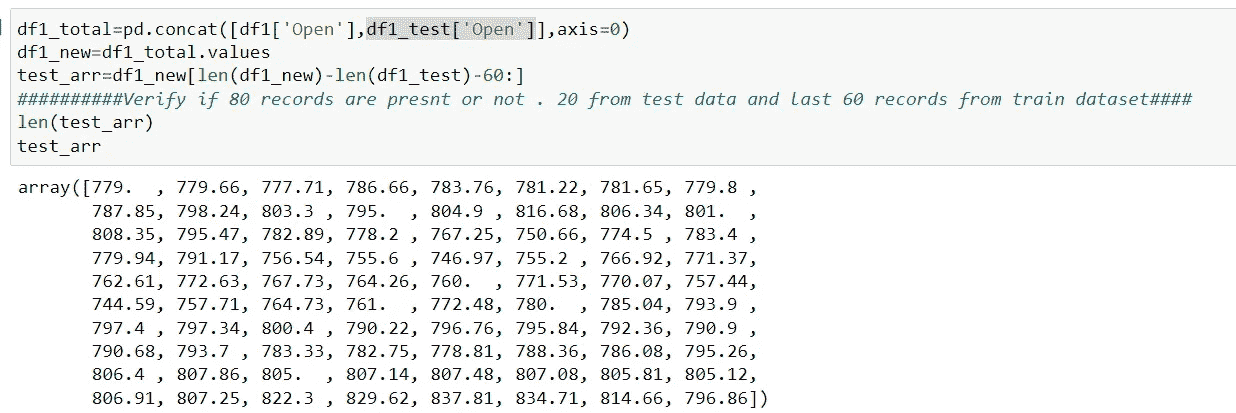 df1_total=pd.concat([df1['Open'],df1_test['Open']],axis=0)
df1_new=df1_total.values
test_arr=df1_new[len(df1_new)-len(df1_test)-60:]
##########Verify if 80 records are presnt or not . 20 from test data and last 60 records from train dataset####
len(test_arr)
test_arr
array([779.  , 779.66, 777.71, 786.66, 783.76, 781.22, 781.65, 779.8 ,
       787.85, 798.24, 803.3 , 795.  , 804.9 , 816.68, 806.34, 801.  ,
       808.35, 795.47, 782.89, 778.2 , 767.25, 750.66, 774.5 , 783.4 ,
       779.94, 791.17, 756.54, 755.6 , 746.97, 755.2 , 766.92, 771.37,
       762.61, 772.63, 767.73, 764.26, 760.  , 771.53, 770.07, 757.44,
       744.59, 757.71, 764.73, 761.  , 772.48, 780.  , 785.04, 793.9 ,
       797.4 , 797.34, 800.4 , 790.22, 796.76, 795.84, 792.36, 790.9 ,
       790.68, 793.7 , 783.33, 782.75, 778.81, 788.36, 786.08, 795.26,
       806.4 , 807.86, 805.  , 807.14, 807.48, 807.08, 805.81, 805.12,
       806.91, 807.25, 822.3 , 829.62, 837.81, 834.71, 814.66, 796.86])